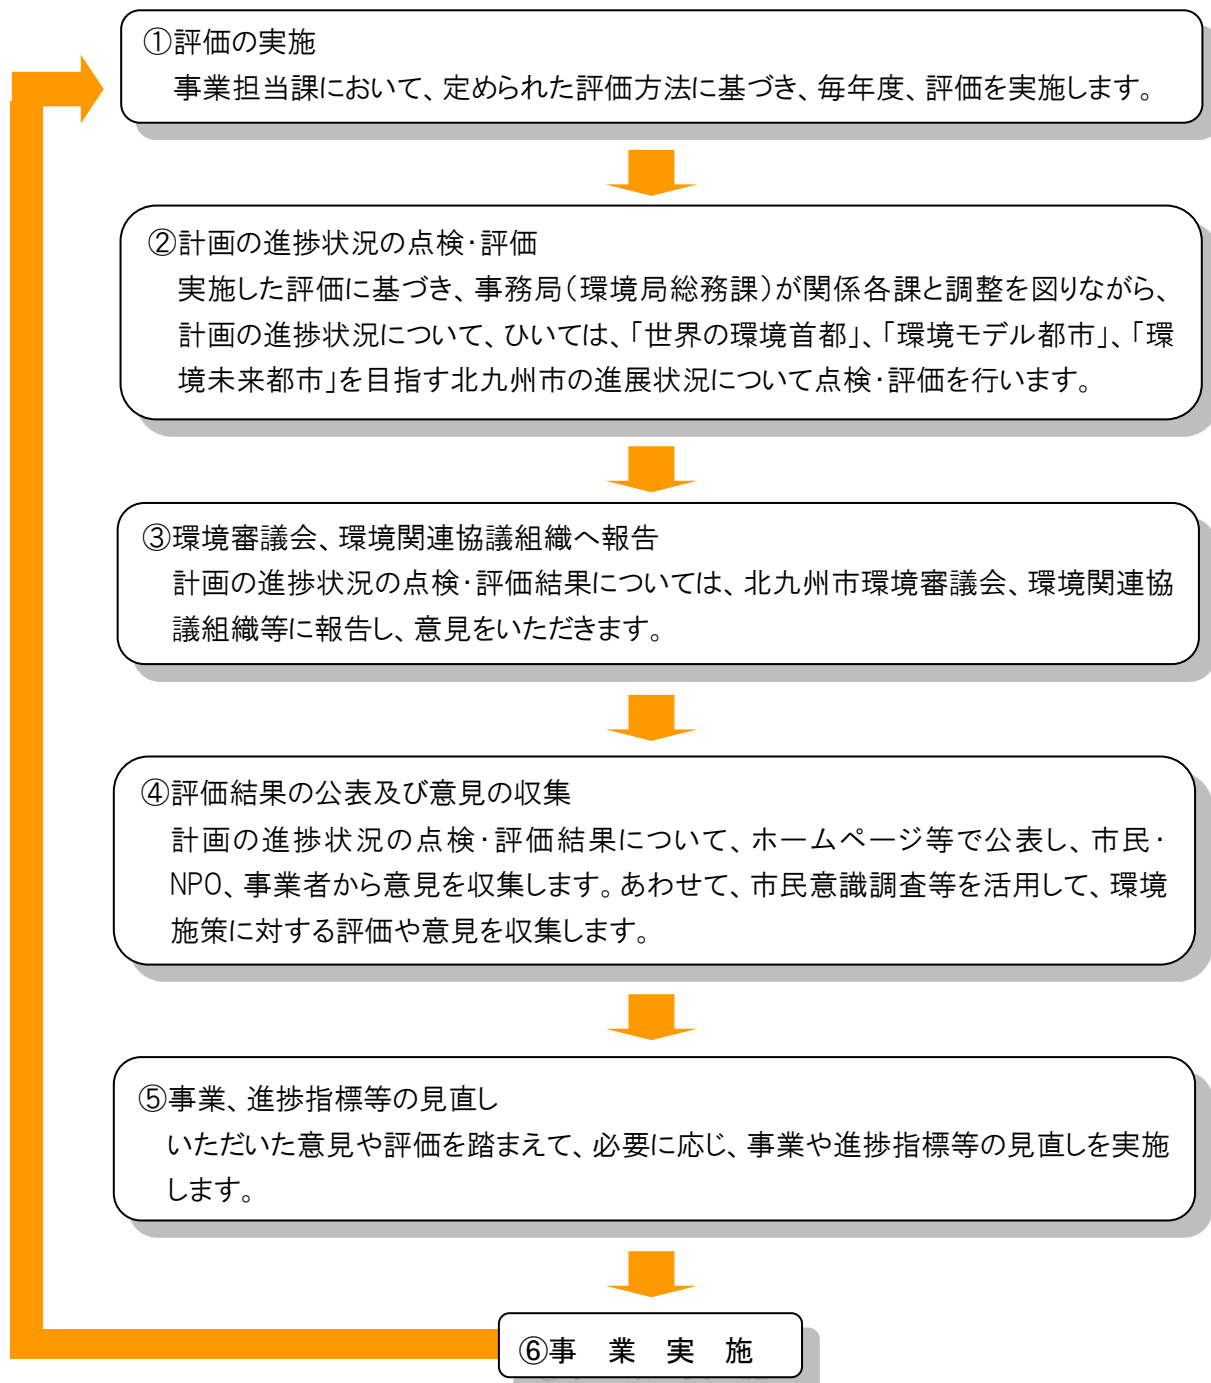 ①評価の実施
事業担当課において、定められた評価方法に基づき、毎年度、評価を実施します。
②計画の進捗状況の点検・評価
実施した評価に基づき、事務局（環境局総務課）が関係各課と調整を図りながら、
計画の進捗状況について、ひいては、「世界の環境首都」、「環境モデル都市」、「環
境未来都市」を目指す北九州市の進展状況について点検・評価を行います。
③環境審議会、環境関連協議組織へ報告
計画の進捗状況の点検・評価結果については、北九州市環境審議会、環境関連協
議組織等に報告し、意見をいただきます。
④評価結果の公表及び意見の収集
計画の進捗状況の点検・評価結果について、ホームページ等で公表し、市民・
NPO、事業者から意見を収集します。あわせて、市民意識調査等を活用して、環境
施策に対する評価や意見を収集します。
⑤事業、進捗指標等の見直し
いただいた意見や評価を踏まえて、必要に応じ、事業や進捗指標等の見直しを実施
します。
⑥事　業　実　施